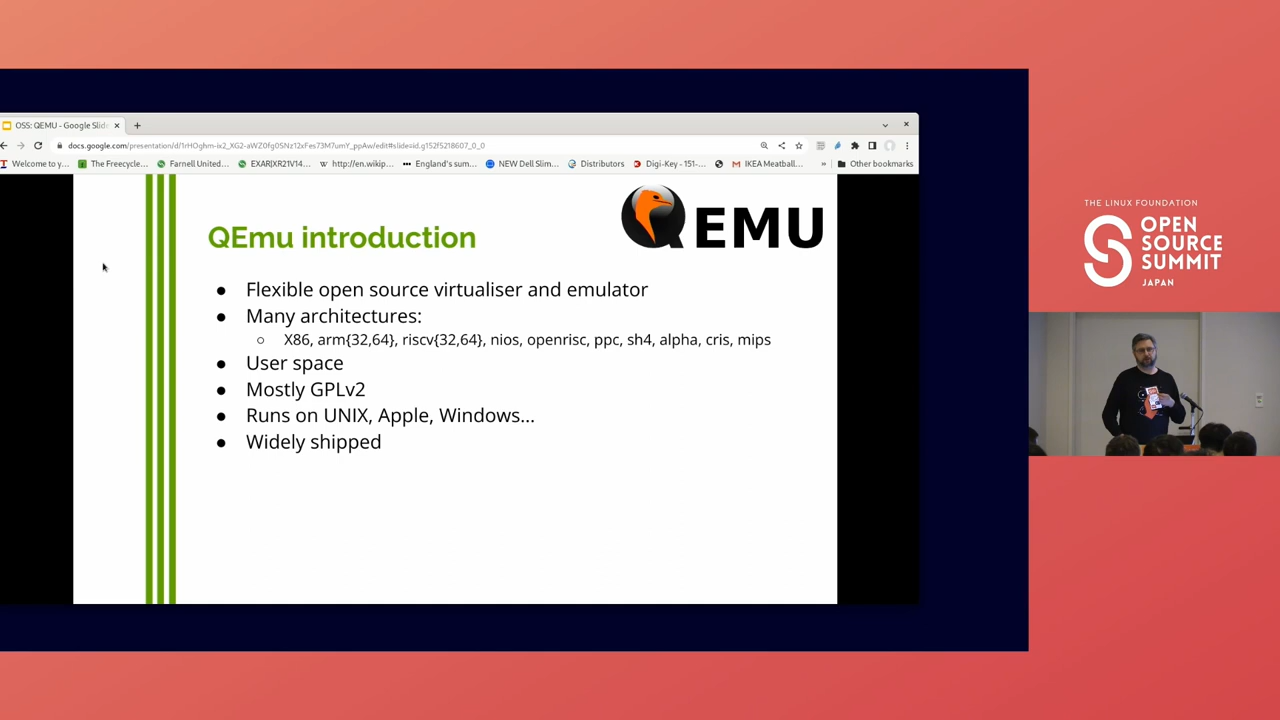 OSS: QEMU - Google Slid
docs.google.com/presentation/d/1rHOghm-ix2_XG2-aWZ0fg0SNz12xFes73M7umY_ppAw/edit#slide=id.g152f5218607_0_0
Welcome to y... The Freecycle... Farnell United... EXAR|XR21V14... http://en.wikip... England's sum... NEW Dell Slim... Distributors Digi-Key - 151-... IKEA Meatball... » Other bookmarks
QEMU
QEmu introduction
● Flexible open source virtualiser and emulator
● Many architectures:
○ X86, arm{32,64}, riscv{32,64}, nios, openrisc, ppc, sh4, alpha, cris, mips
● User space
● Mostly GPLv2
● Runs on UNIX, Apple, Windows...
● Widely shipped
THE LINUX FOUNDATION
OPEN
SOURCE
SUMMIT
JAPAN